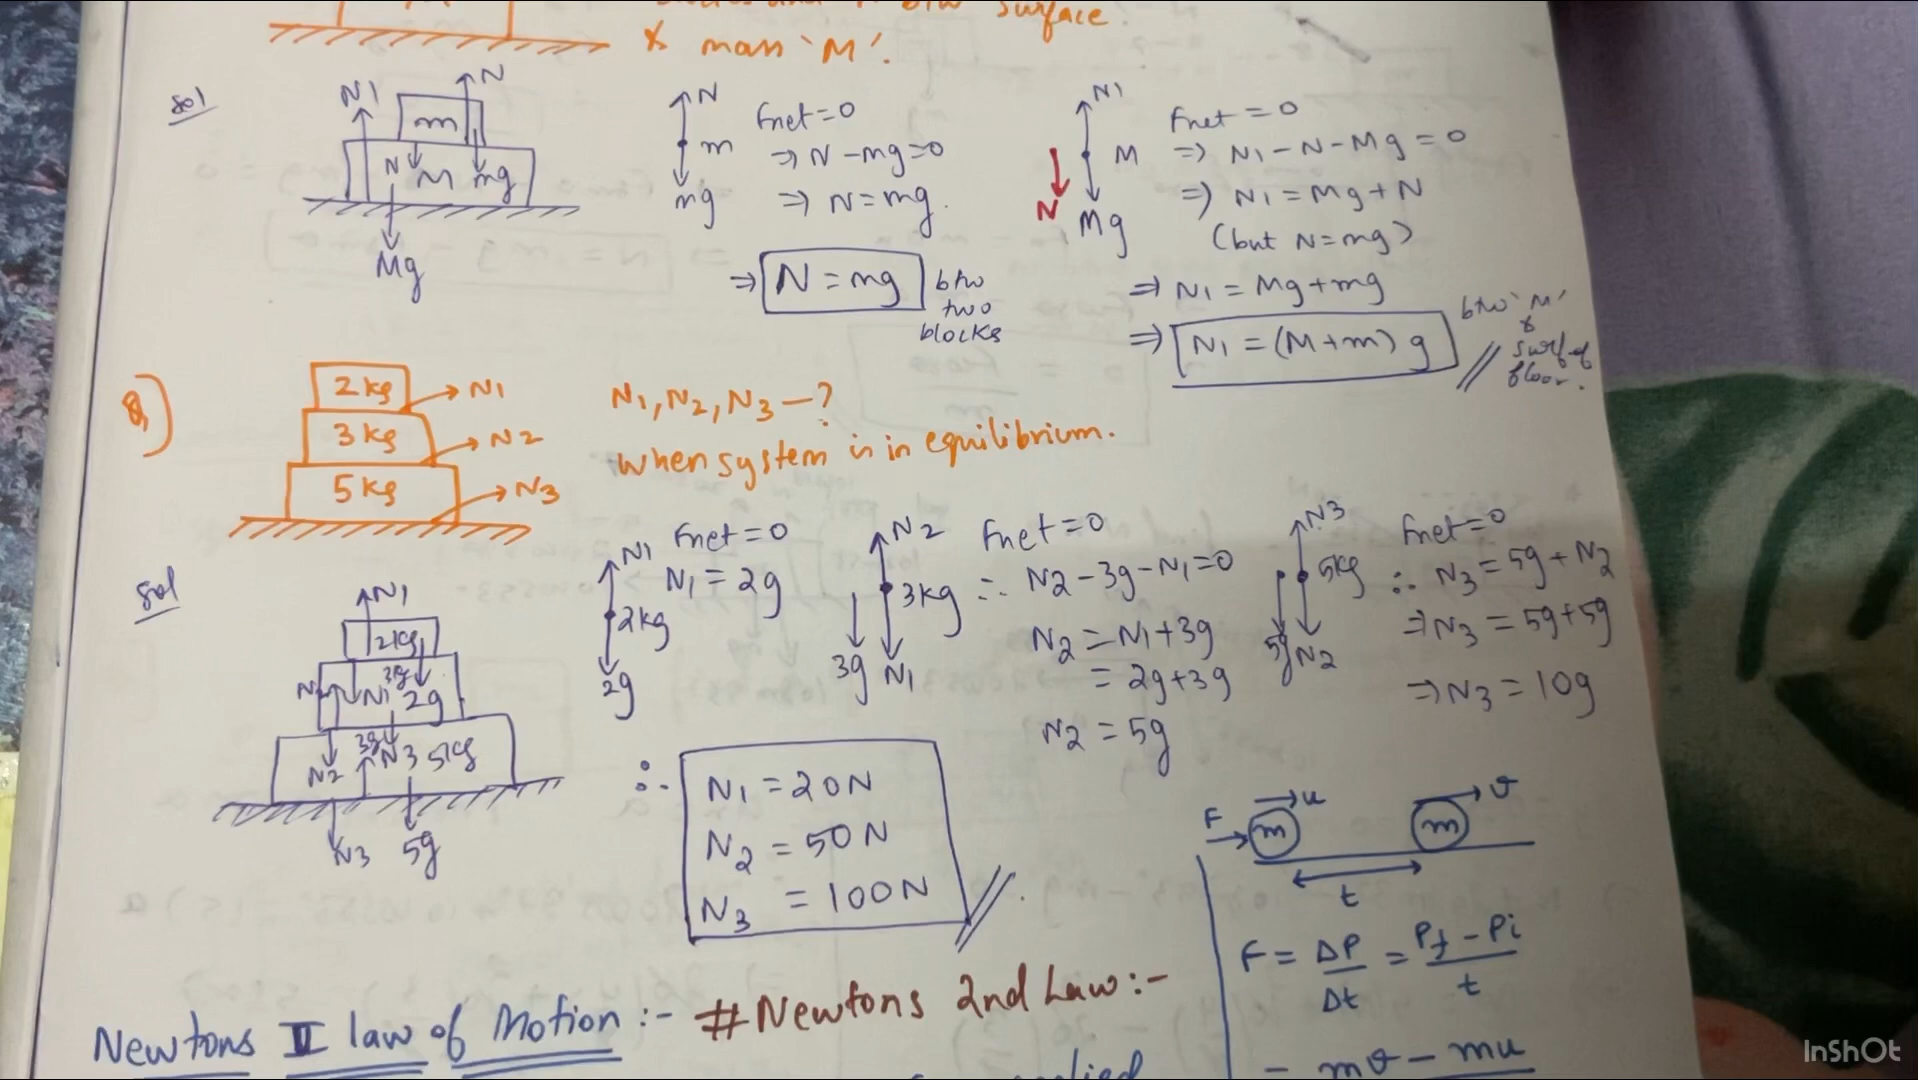 surface.
& mass 'M'.
Sol
N1
N
m
N
M
mg
Mg
N
m
mg
Fnet = 0
⇒ N - mg = 0
⇒ N = mg.
⇒ N = mg
btw
two
blocks
N1
M
N
Mg
Fnet = 0
⇒ N1 - N - Mg = 0
⇒ N1 = Mg + N
(but N = mg)
⇒ N1 = Mg + mg
⇒ N1 = (M + m) g
btw 'M'
&
surf of
floor.
Q)
2 kg
N1
3 kg
N2
5 kg
N3
N1, N2, N3 - ?
when system is in equilibrium.
Sol
N1
2kg
N2
N1
3g
2g
N2
3g
N3
5kg
N3
5g
N1
2kg
2g
Fnet = 0
N1 = 2g
N2
3kg
3g
N1
Fnet = 0
∴ N2 - 3g - N1 = 0
N2 = N1 + 3g
= 2g + 3g
N2 = 5g
N3
5kg
5g
N2
Fnet = 0
∴ N3 = 5g + N2
⇒ N3 = 5g + 5g
⇒ N3 = 10g
∴ N1 = 20N
N2 = 50N
N3 = 100N
F
u
m
v
m
t
F = ΔP/Δt = Pf - Pi/t
= mv - mu
Newtons II law of Motion :- # Newtons 2nd Law :-
InShOt